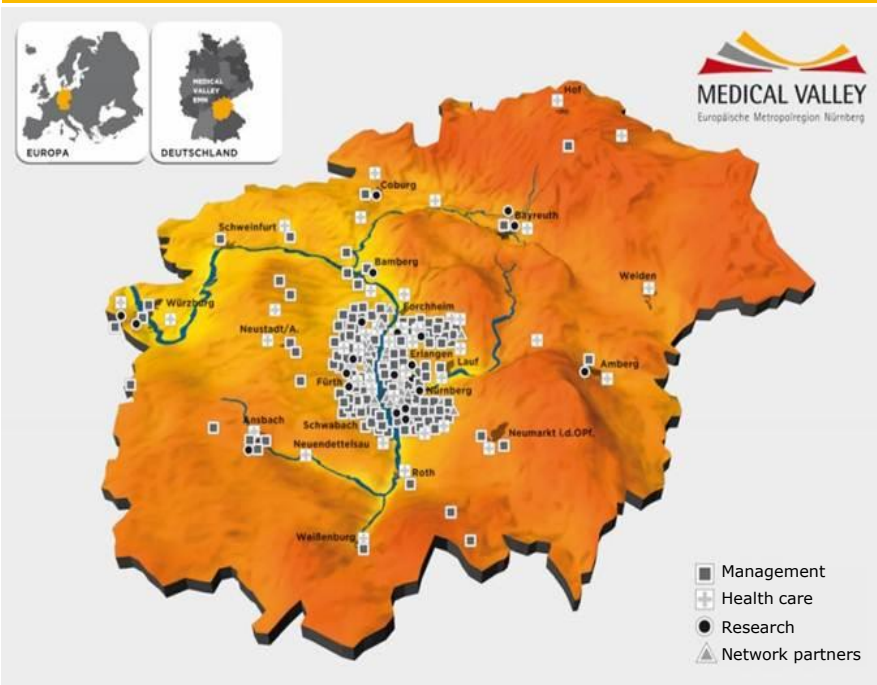 MEDICAL
VALLEY
EMN
EUROPA
DEUTSCHLAND
MEDICAL VALLEY
Europäische Metropolregion Nürnberg
Hof
Coburg
Bayreuth
Schweinfurt
Bamberg
Weiden
Würzburg
Forchheim
Neustadt/A.
Erlangen
Lauf
Amberg
Fürth
Nürnberg
Ansbach
Schwabach
Neumarkt i.d.OPf.
Neuendettelsau
Roth
Weißenburg
Management
Health care
Research
Network partners